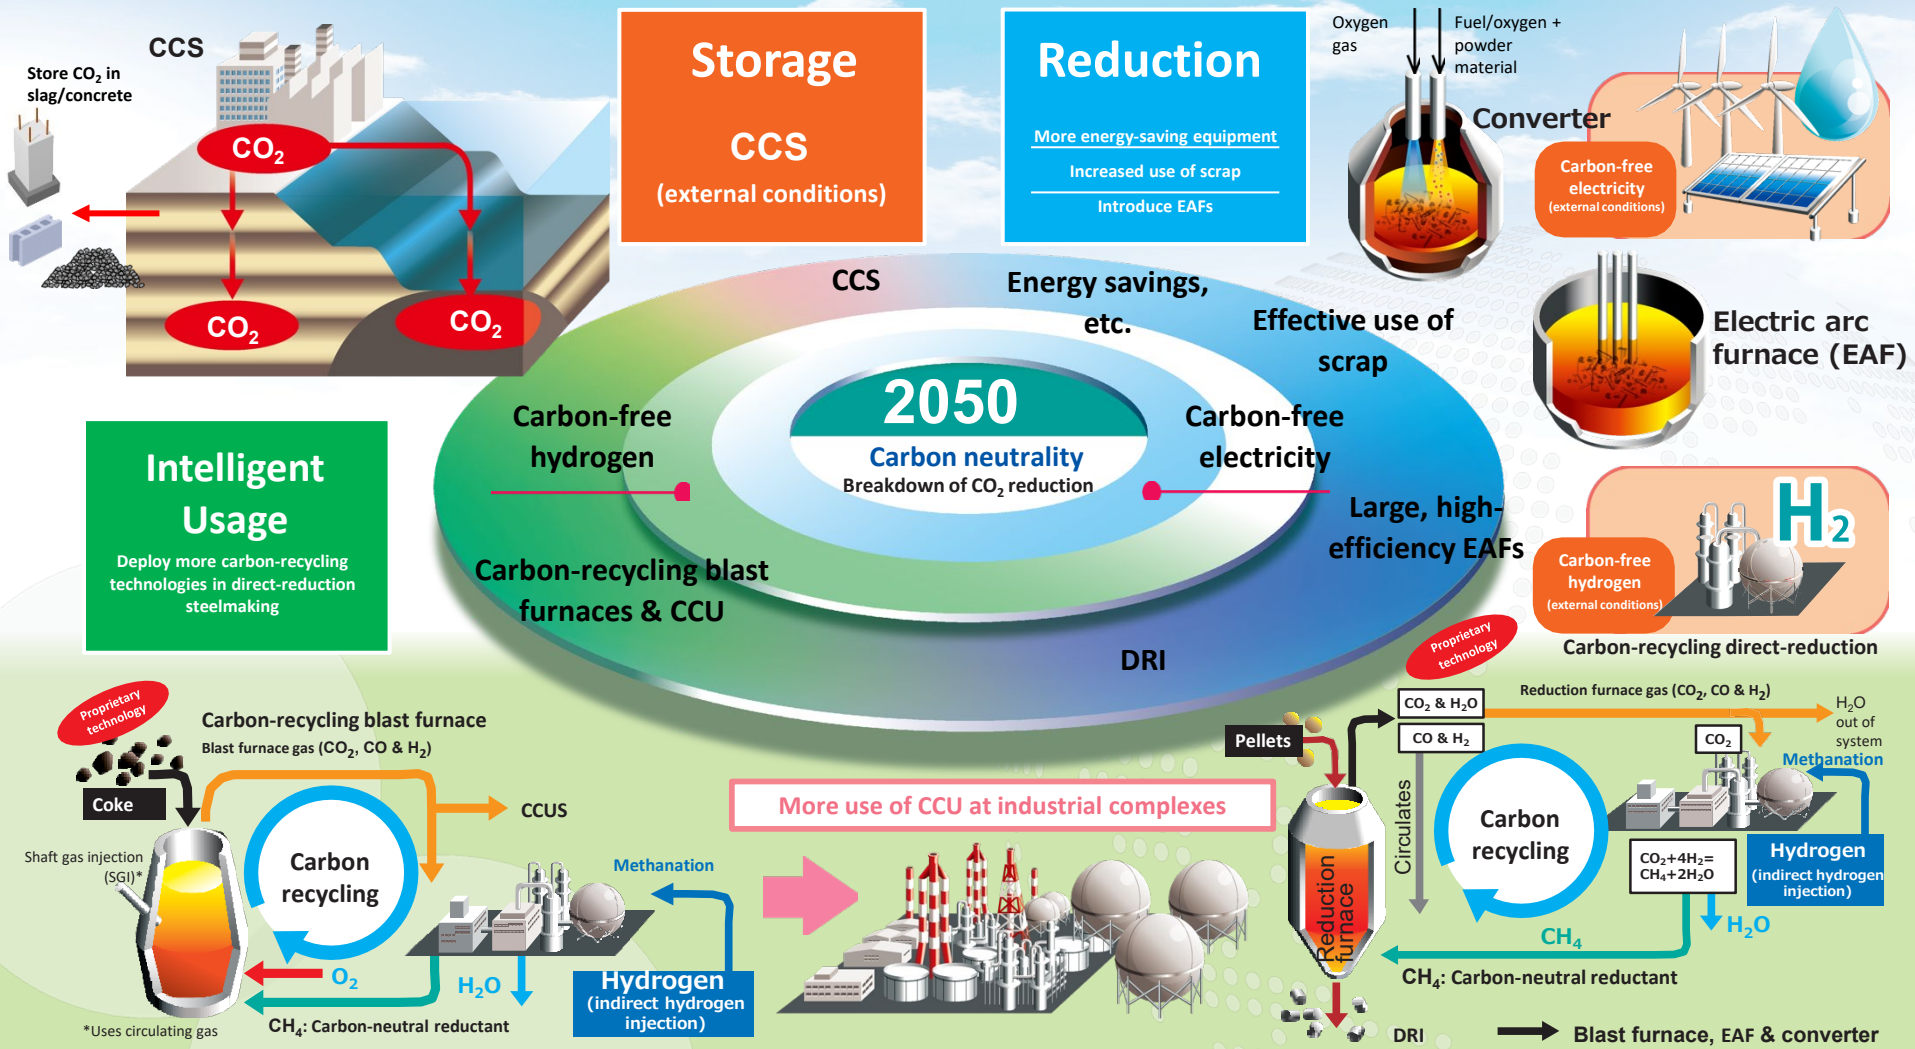 CCS
Store CO₂ in
slag/concrete
CO₂
CO₂
CO₂
Storage
CCS
(external conditions)
Reduction
More energy-saving equipment
Increased use of scrap
Introduce EAFs
Oxygen
gas
Fuel/oxygen +
powder
material
Converter
Carbon-free
electricity
(external conditions)
Electric arc
furnace (EAF)
CCS
Energy savings,
etc.
Effective use of
scrap
Carbon-free
hydrogen
2050
Carbon neutrality
Breakdown of CO₂ reduction
Carbon-free
electricity
Large, high-
efficiency EAFs
Carbon-recycling blast
furnaces & CCU
DRI
Intelligent
Usage
Deploy more carbon-recycling
technologies in direct-reduction
steelmaking
H₂
Carbon-free
hydrogen
(external conditions)
Carbon-recycling direct-reduction
Proprietary
technology
Carbon-recycling blast furnace
Blast furnace gas (CO₂, CO & H₂)
Coke
CCUS
Shaft gas injection
(SGI)*
Carbon
recycling
Methanation
O₂
H₂O
Hydrogen
(indirect hydrogen
injection)
CH₄: Carbon-neutral reductant
*Uses circulating gas
More use of CCU at industrial complexes
Proprietary
technology
Reduction furnace gas (CO₂, CO & H₂)
CO₂ & H₂O
CO & H₂
H₂O
out of
system
Pellets
CO₂
Methanation
Circulates
Carbon
recycling
Reduction
furnace
CO₂+4H₂=
CH₄+2H₂O
Hydrogen
(indirect hydrogen
injection)
H₂O
CH₄
CH₄: Carbon-neutral reductant
DRI
Blast furnace, EAF & converter